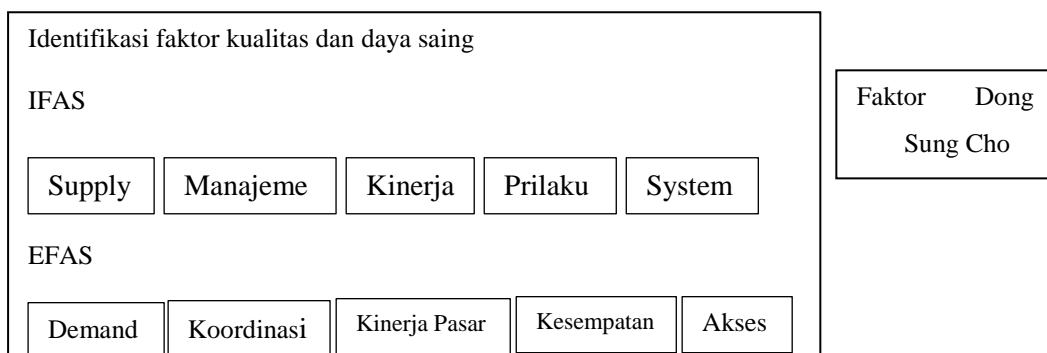 Identifikasi faktor kualitas dan daya saing
IFAS
Supply Manajeme Kinerja Prilaku System
EFAS
Demand Koordinasi Kinerja Pasar Kesempatan Akses
Faktor Dong
Sung Cho